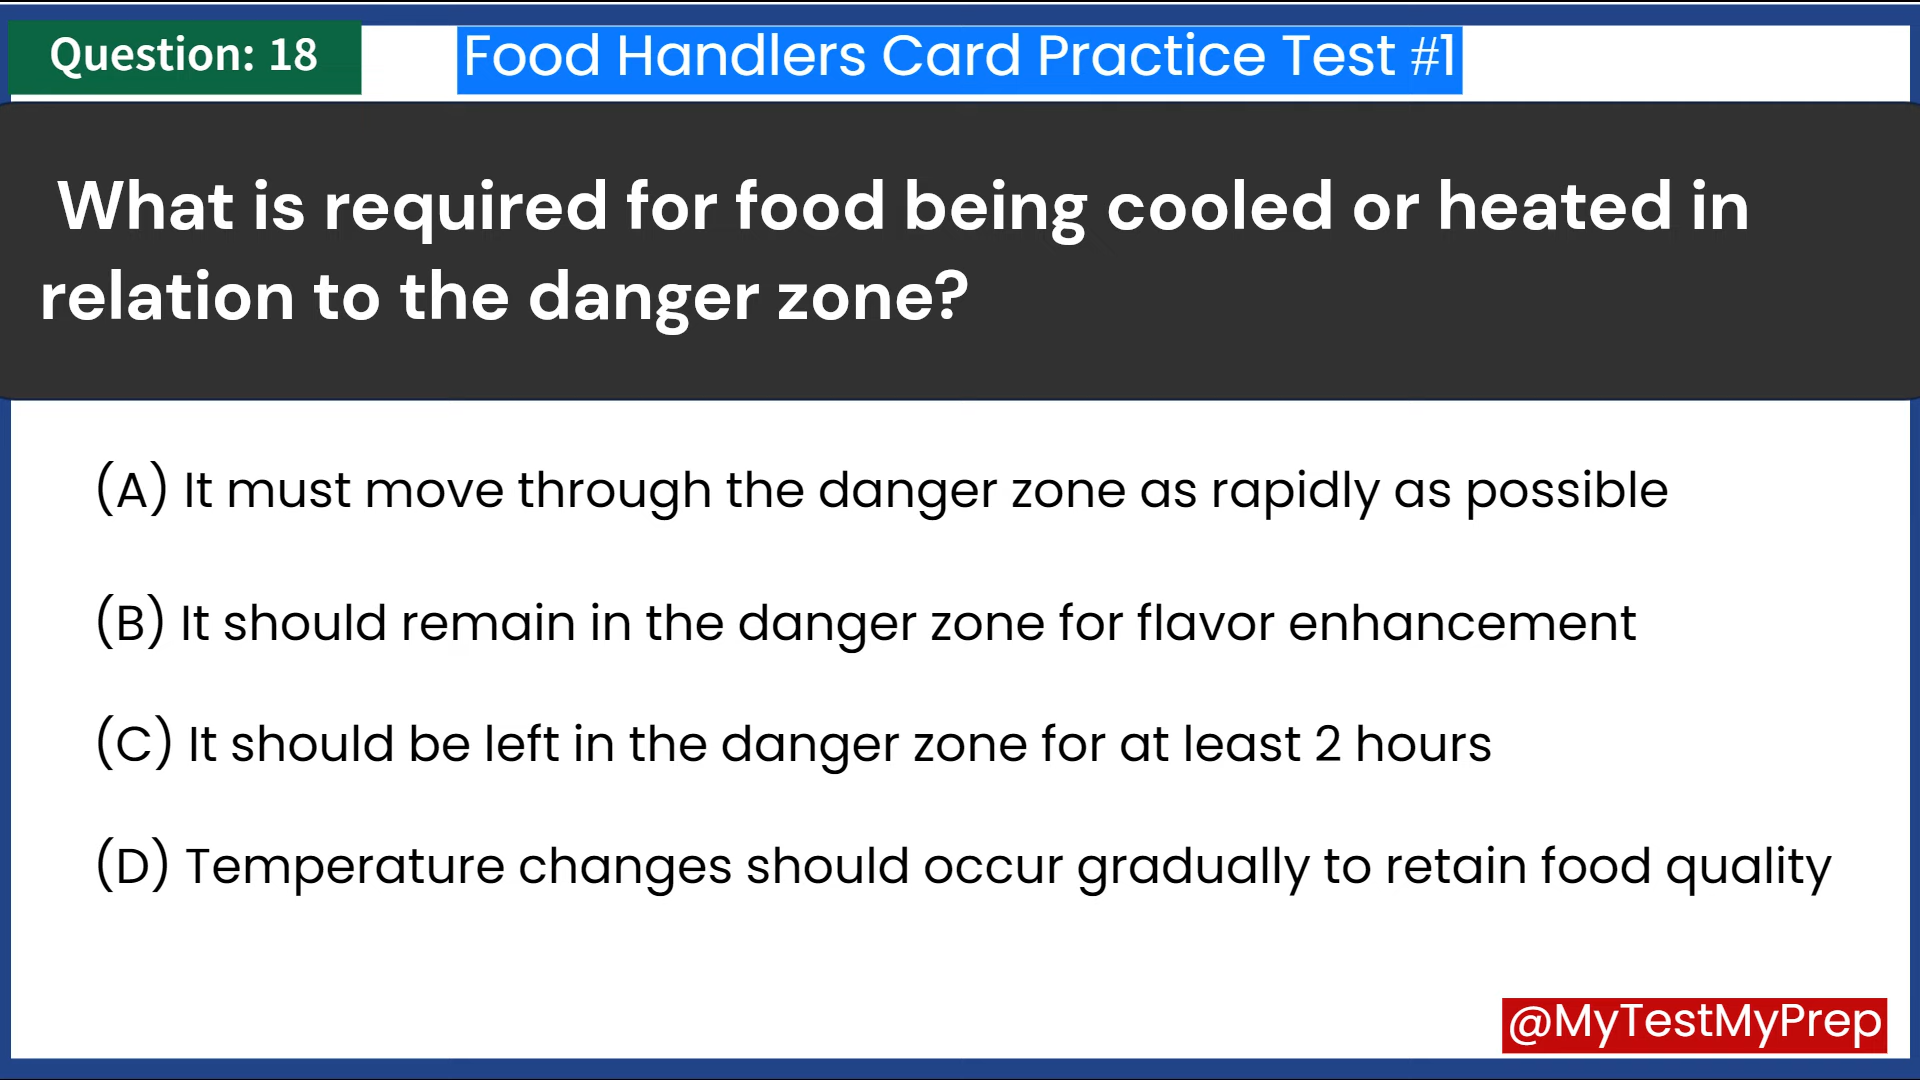 Question: 18
Food Handlers Card Practice Test #1
What is required for food being cooled or heated in
relation to the danger zone?
(A) It must move through the danger zone as rapidly as possible
(B) It should remain in the danger zone for flavor enhancement
(C) It should be left in the danger zone for at least 2 hours
(D) Temperature changes should occur gradually to retain food quality
@MyTestMyPrep